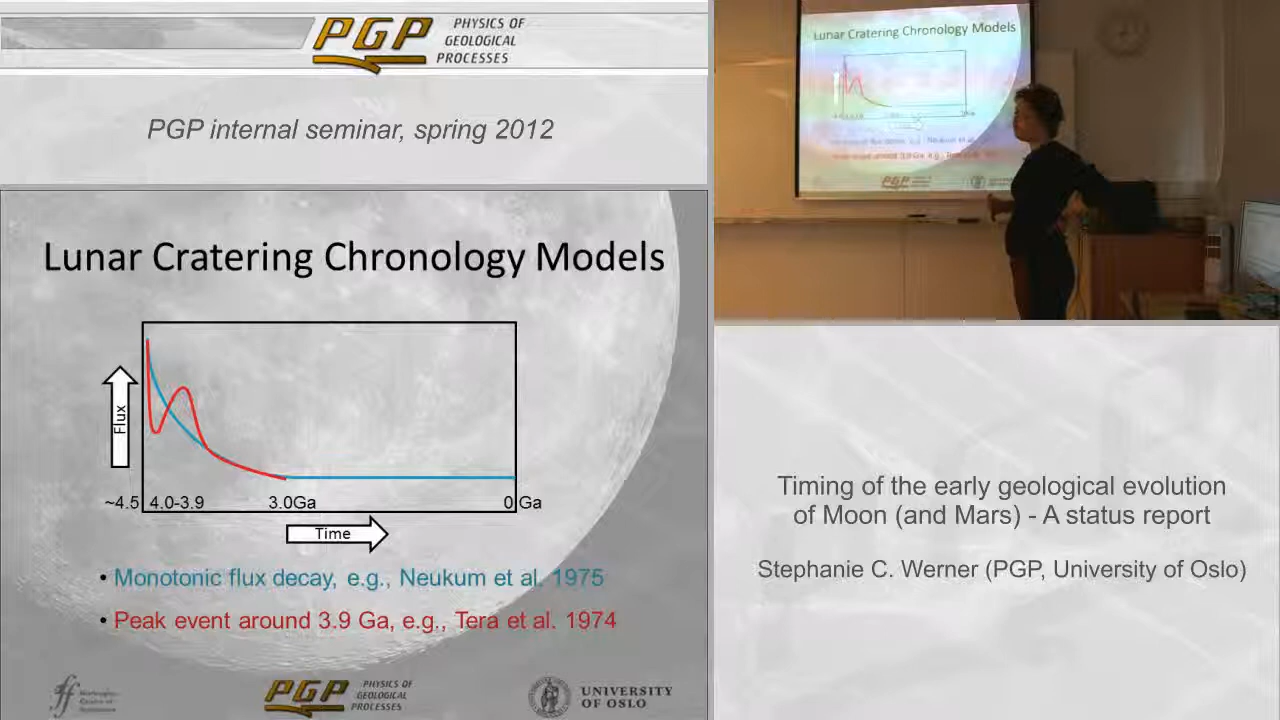 PGP
PHYSICS OF
GEOLOGICAL
PROCESSES
PGP internal seminar, spring 2012
Lunar Cratering Chronology Models
Flux
~4.5 4.0-3.9 3.0Ga 0 Ga
Time
• Monotonic flux decay, e.g., Neukum et al. 1975
• Peak event around 3.9 Ga, e.g., Tera et al. 1974
PGP
PHYSICS OF
GEOLOGICAL
PROCESSES
UNIVERSITY
OF OSLO
Lunar Cratering Chronology Models
PGP
Timing of the early geological evolution
of Moon (and Mars) - A status report
Stephanie C. Werner (PGP, University of Oslo)